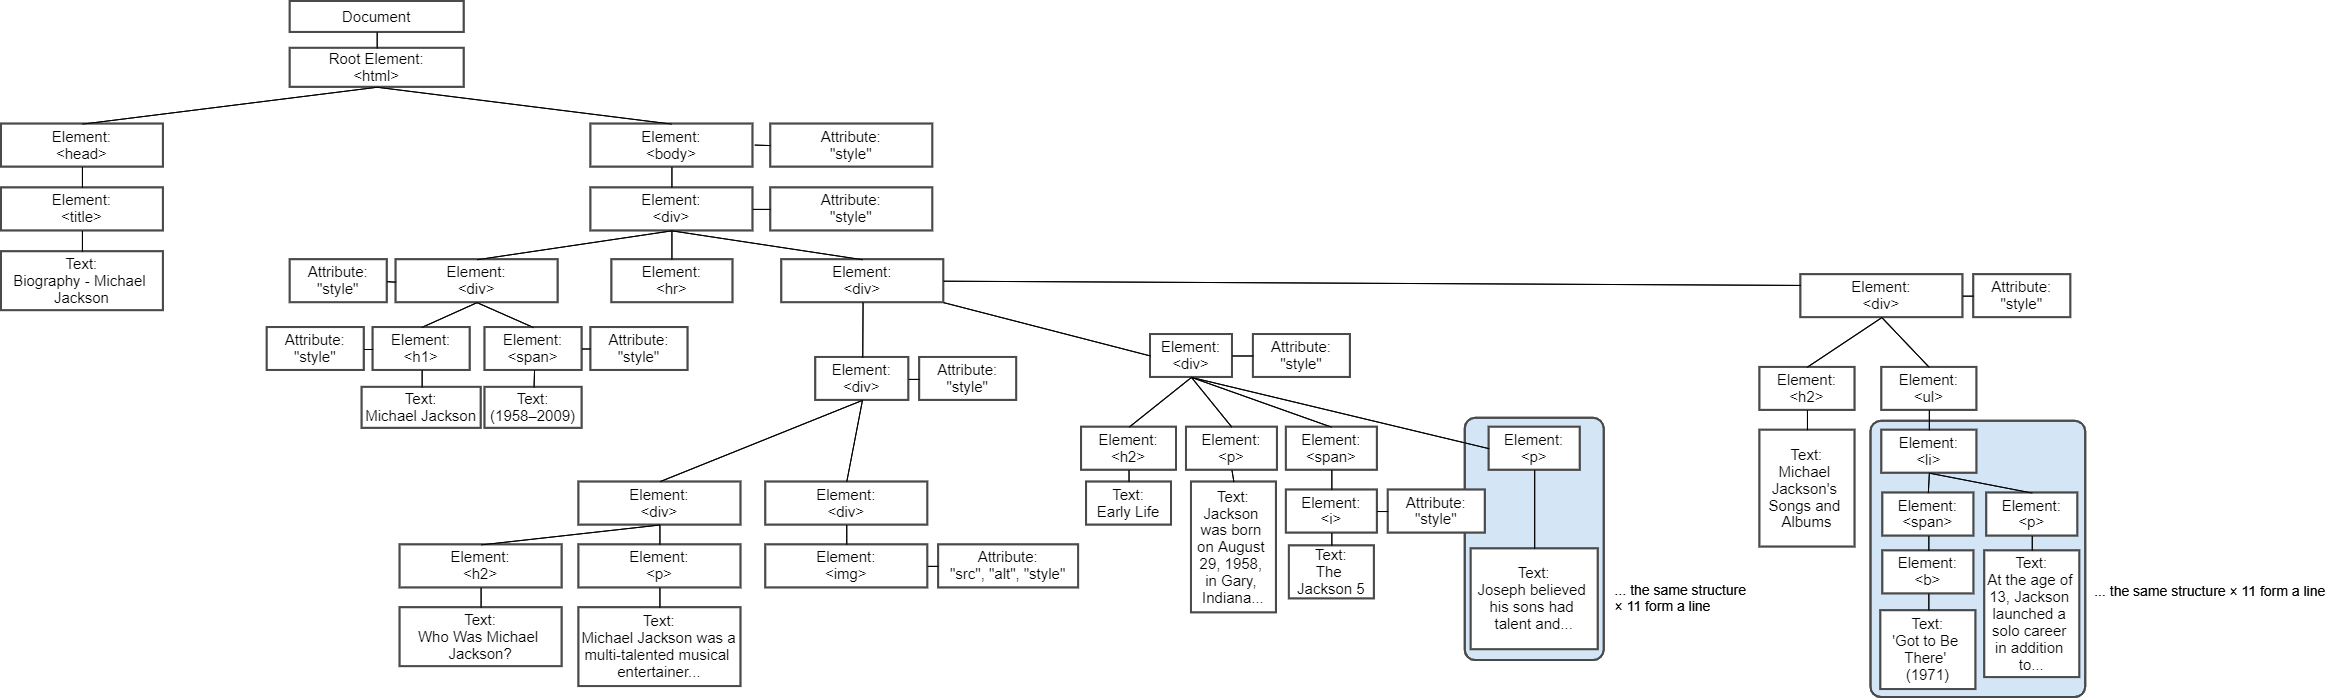 Document
Root Element:
<html>
Element:
<head>
Element:
<body>
Attribute:
"style"
Element:
<title>
Element:
<div>
Attribute:
"style"
Text:
Biography - Michael
Jackson
Attribute:
"style"
Element:
<div>
Element:
<hr>
Element:
<div>
Element:
<div>
Attribute:
"style"
Attribute:
"style"
Element:
<h1>
Element:
<span>
Attribute:
"style"
Text:
Michael Jackson
Text:
(1958–2009)
Element:
<div>
Attribute:
"style"
Element:
<div>
Attribute:
"style"
Element:
<h2>
Element:
<ul>
Element:
<div>
Element:
<div>
Element:
<h2>
Element:
<p>
Element:
<img>
Attribute:
"src", "alt", "style"
Text:
Who Was Michael
Jackson?
Text:
Michael Jackson was a
multi-talented musical
entertainer...
Element:
<h2>
Element:
<p>
Element:
<span>
Element:
<p>
Text:
Early Life
Text:
Jackson
was born
on August
29, 1958,
in Gary,
Indiana...
Element:
<i>
Attribute:
"style"
Text:
The
Jackson 5
Text:
Joseph believed
his sons had
talent and...
... the same structure
× 11 form a line
Text:
Michael
Jackson's
Songs and
Albums
Element:
<li>
Element:
<span>
Element:
<p>
Element:
<b>
Text:
'Got to Be
There'
(1971)
Text:
At the age of
13, Jackson
launched a
solo career
in addition
to...
... the same structure × 11 form a line